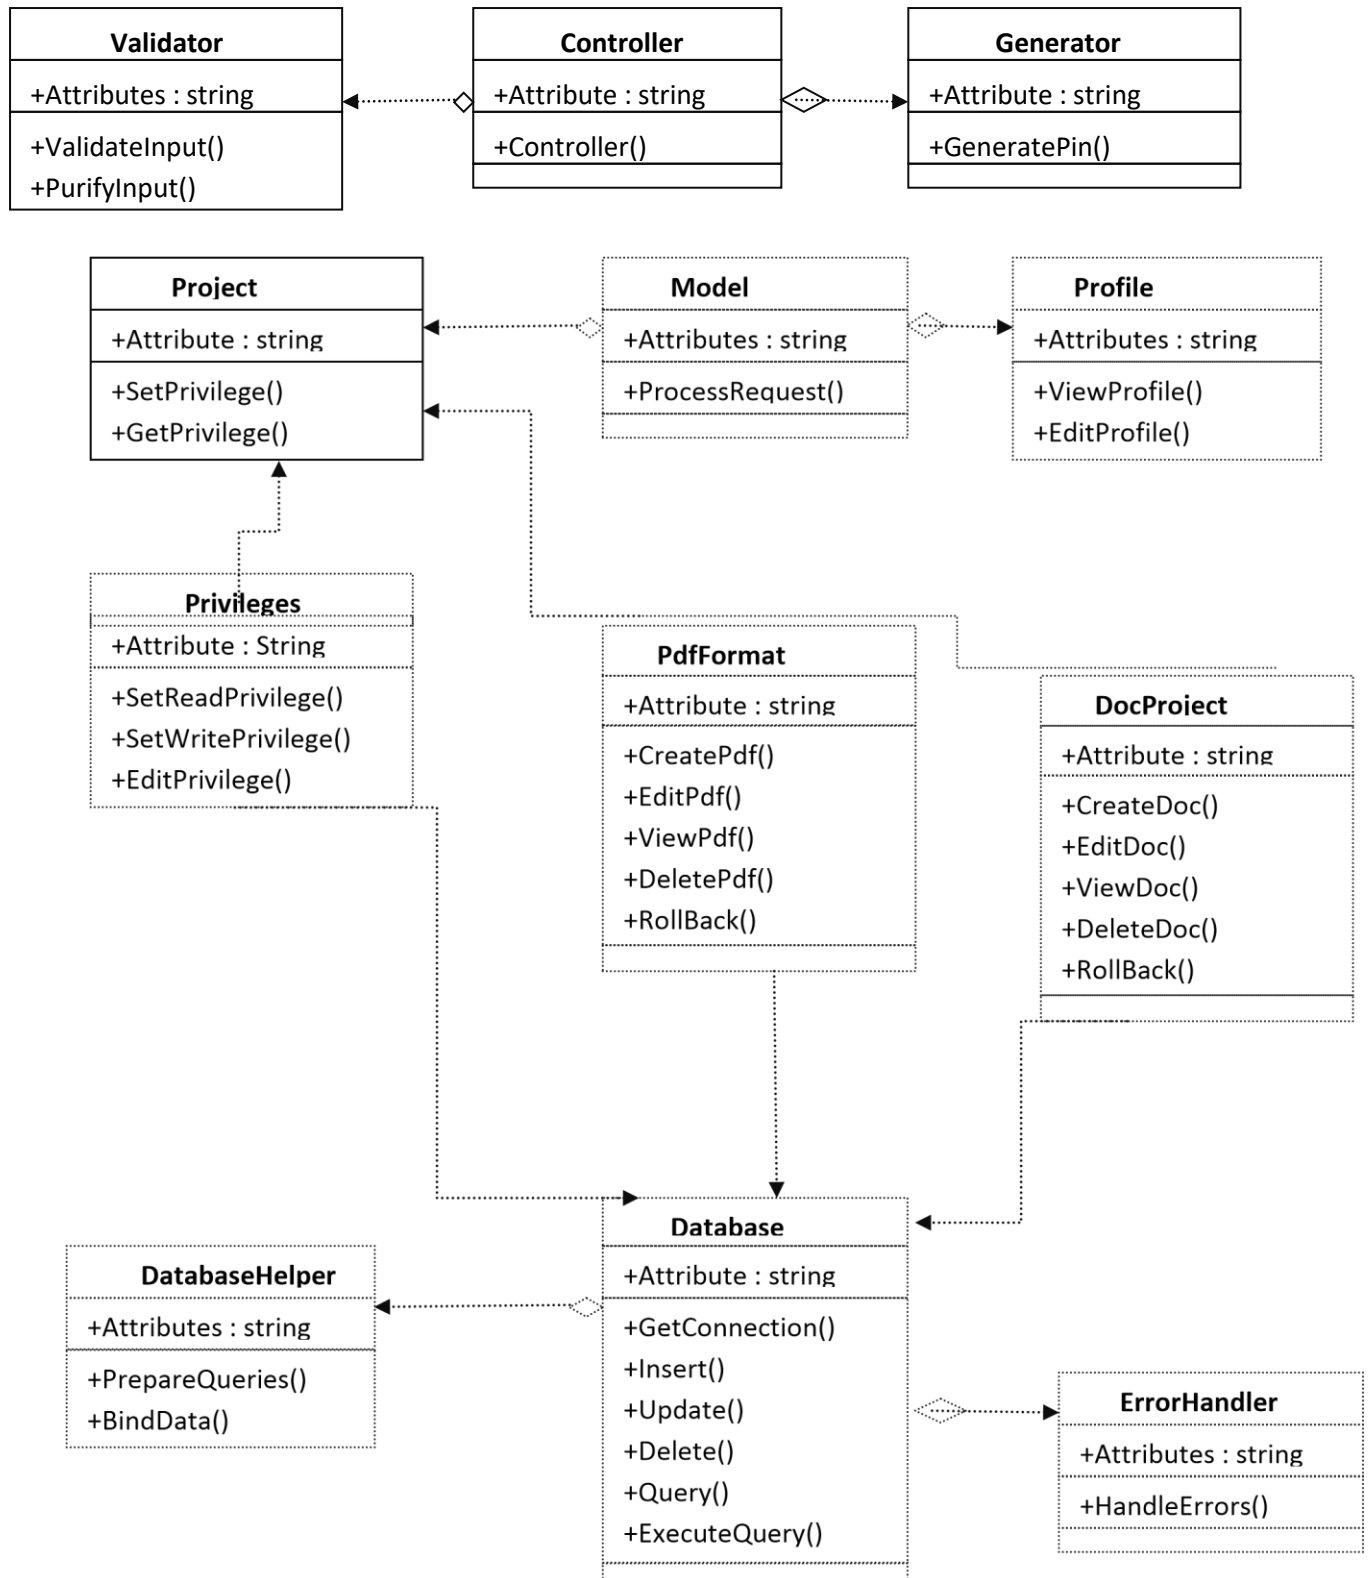 Validator
+Attributes : string
+ValidateInput()
+PurifyInput()
Controller
+Attribute : string
+Controller()
Generator
+Attribute : string
+GeneratePin()
Project
+Attribute : string
+SetPrivilege()
+GetPrivilege()
Model
+Attributes : string
+ProcessRequest()
Profile
+Attributes : string
+ViewProfile()
+EditProfile()
Privileges
+Attribute : String
+SetReadPrivilege()
+SetWritePrivilege()
+EditPrivilege()
PdfFormat
+Attribute : string
+CreatePdf()
+EditPdf()
+ViewPdf()
+DeletePdf()
+RollBack()
DocProject
+Attribute : string
+CreateDoc()
+EditDoc()
+ViewDoc()
+DeleteDoc()
+RollBack()
DatabaseHelper
+Attributes : string
+PrepareQueries()
+BindData()
Database
+Attribute : string
+GetConnection()
+Insert()
+Update()
+Delete()
+Query()
+ExecuteQuery()
ErrorHandler
+Attributes : string
+HandleErrors()